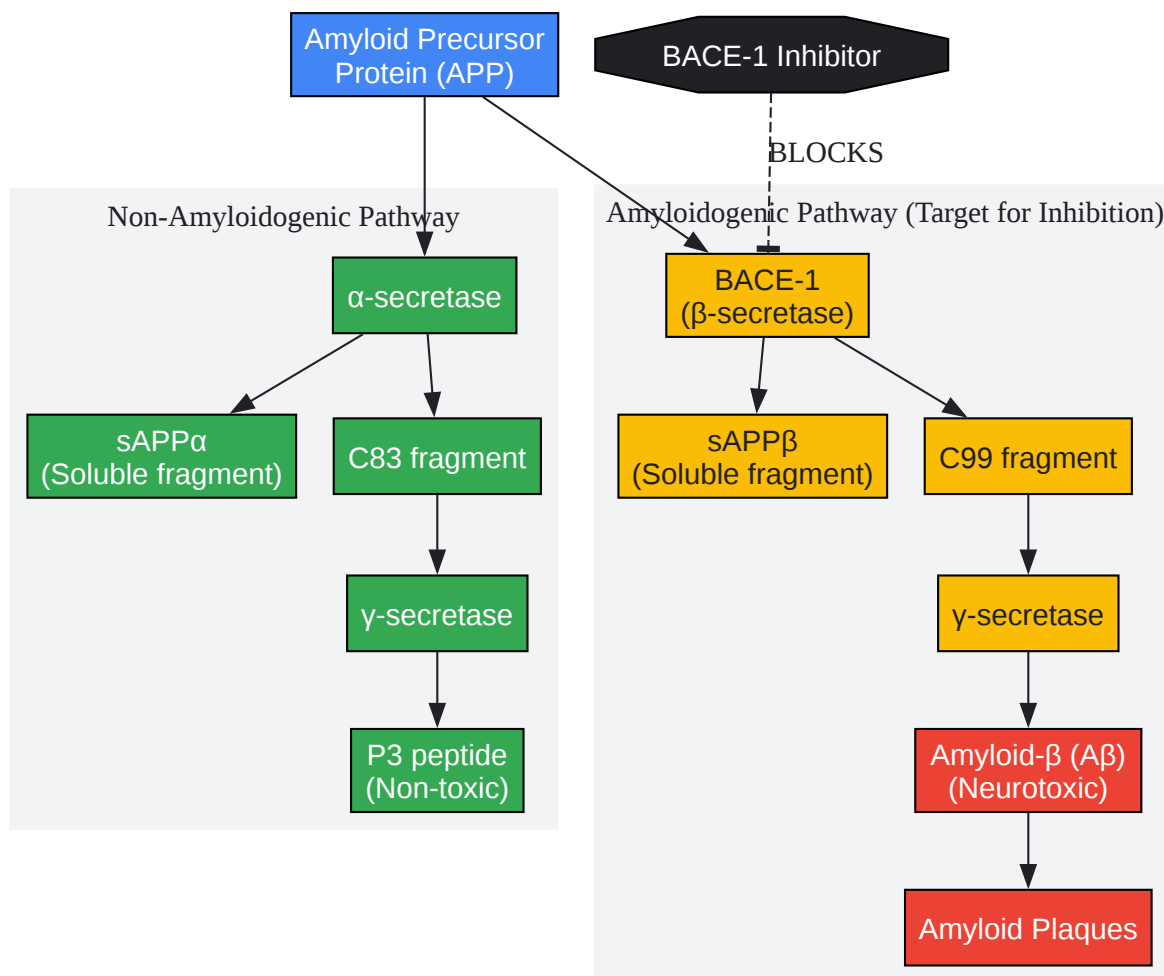 Amyloid Precursor
Protein (APP)
BACE-1 Inhibitor
BLOCKS
Non-Amyloidogenic Pathway
Amyloidogenic Pathway (Target for Inhibition)
α-secretase
BACE-1
(β-secretase)
sAPPα
(Soluble fragment)
C83 fragment
sAPPβ
(Soluble fragment)
C99 fragment
γ-secretase
γ-secretase
P3 peptide
(Non-toxic)
Amyloid-β (Aβ)
(Neurotoxic)
Amyloid Plaques